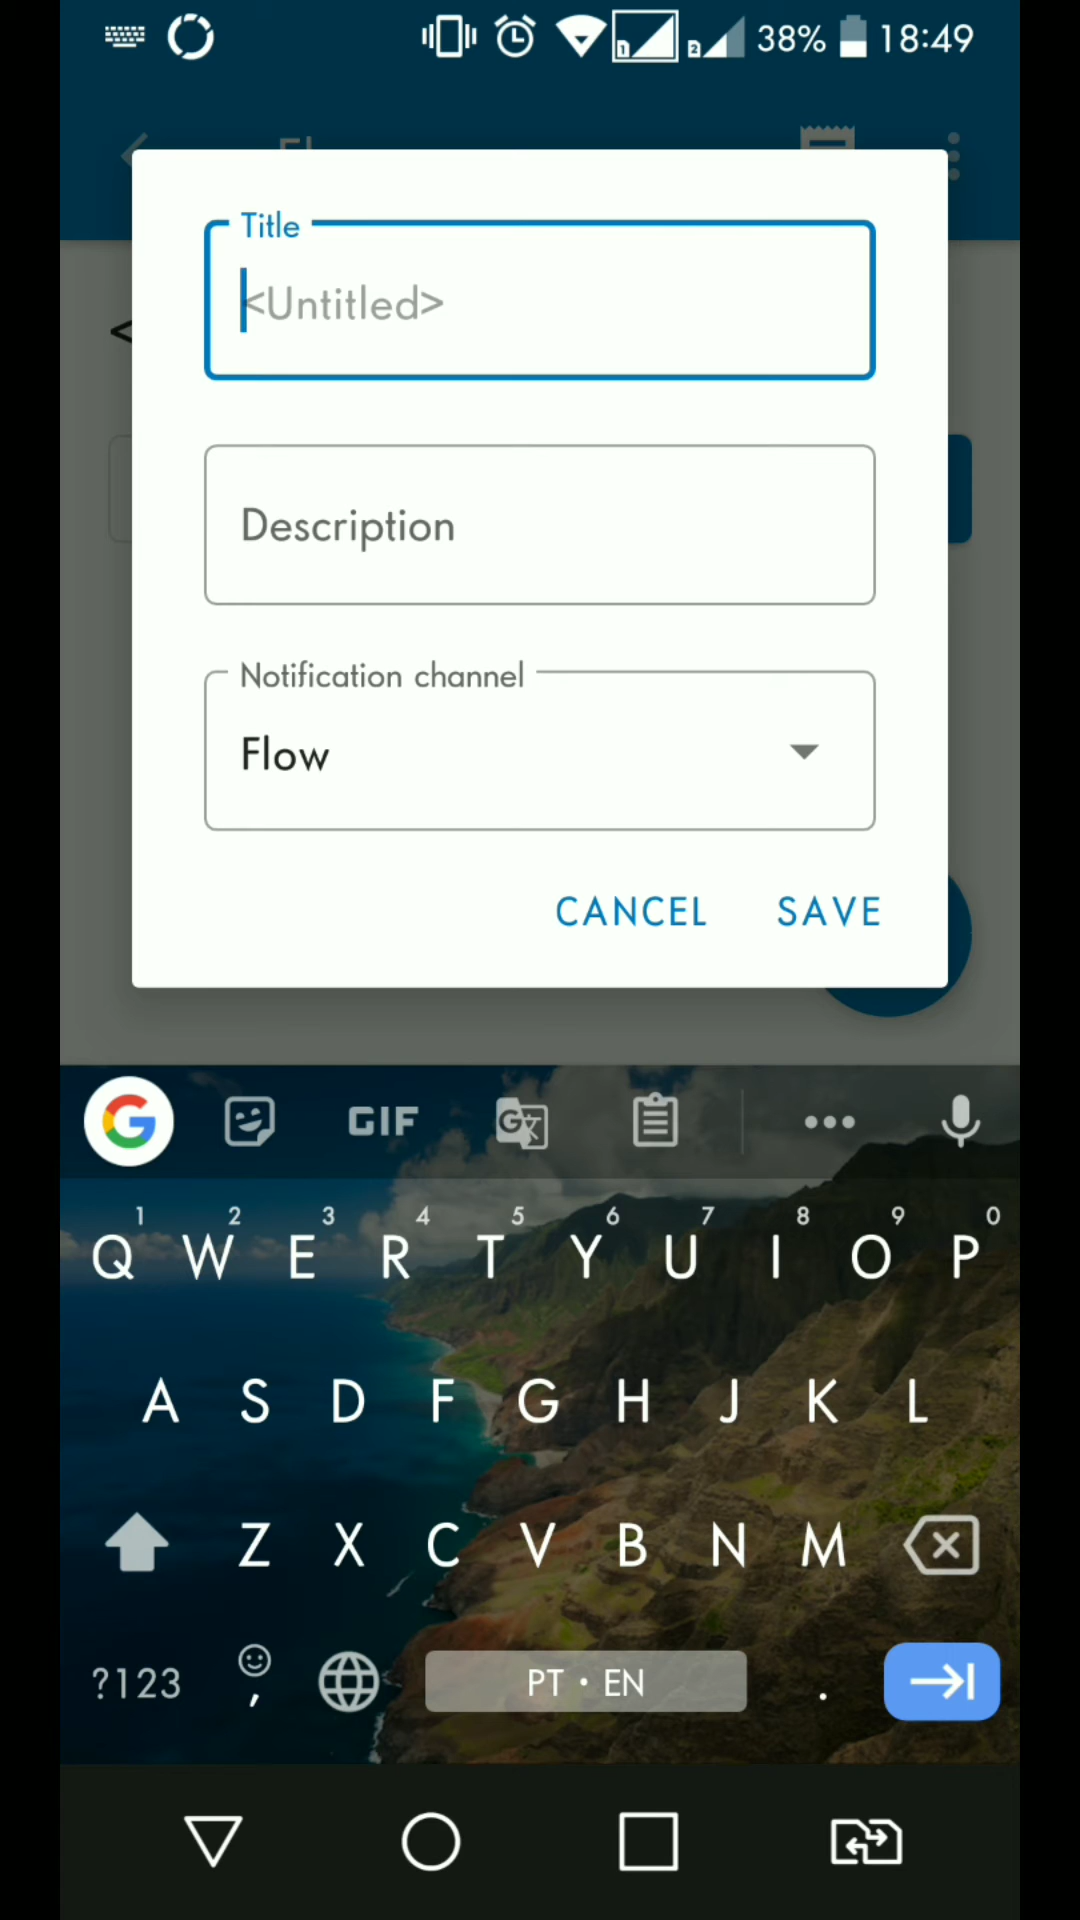 38% 18:49
Title
<Untitled>
Description
Notification channel
Flow
CANCEL SAVE
GIF
1 2 3 4 5 6 7 8 9 0
Q W E R T Y U I O P
A S D F G H J K L
Z X C V B N M
?123 , PT • EN .